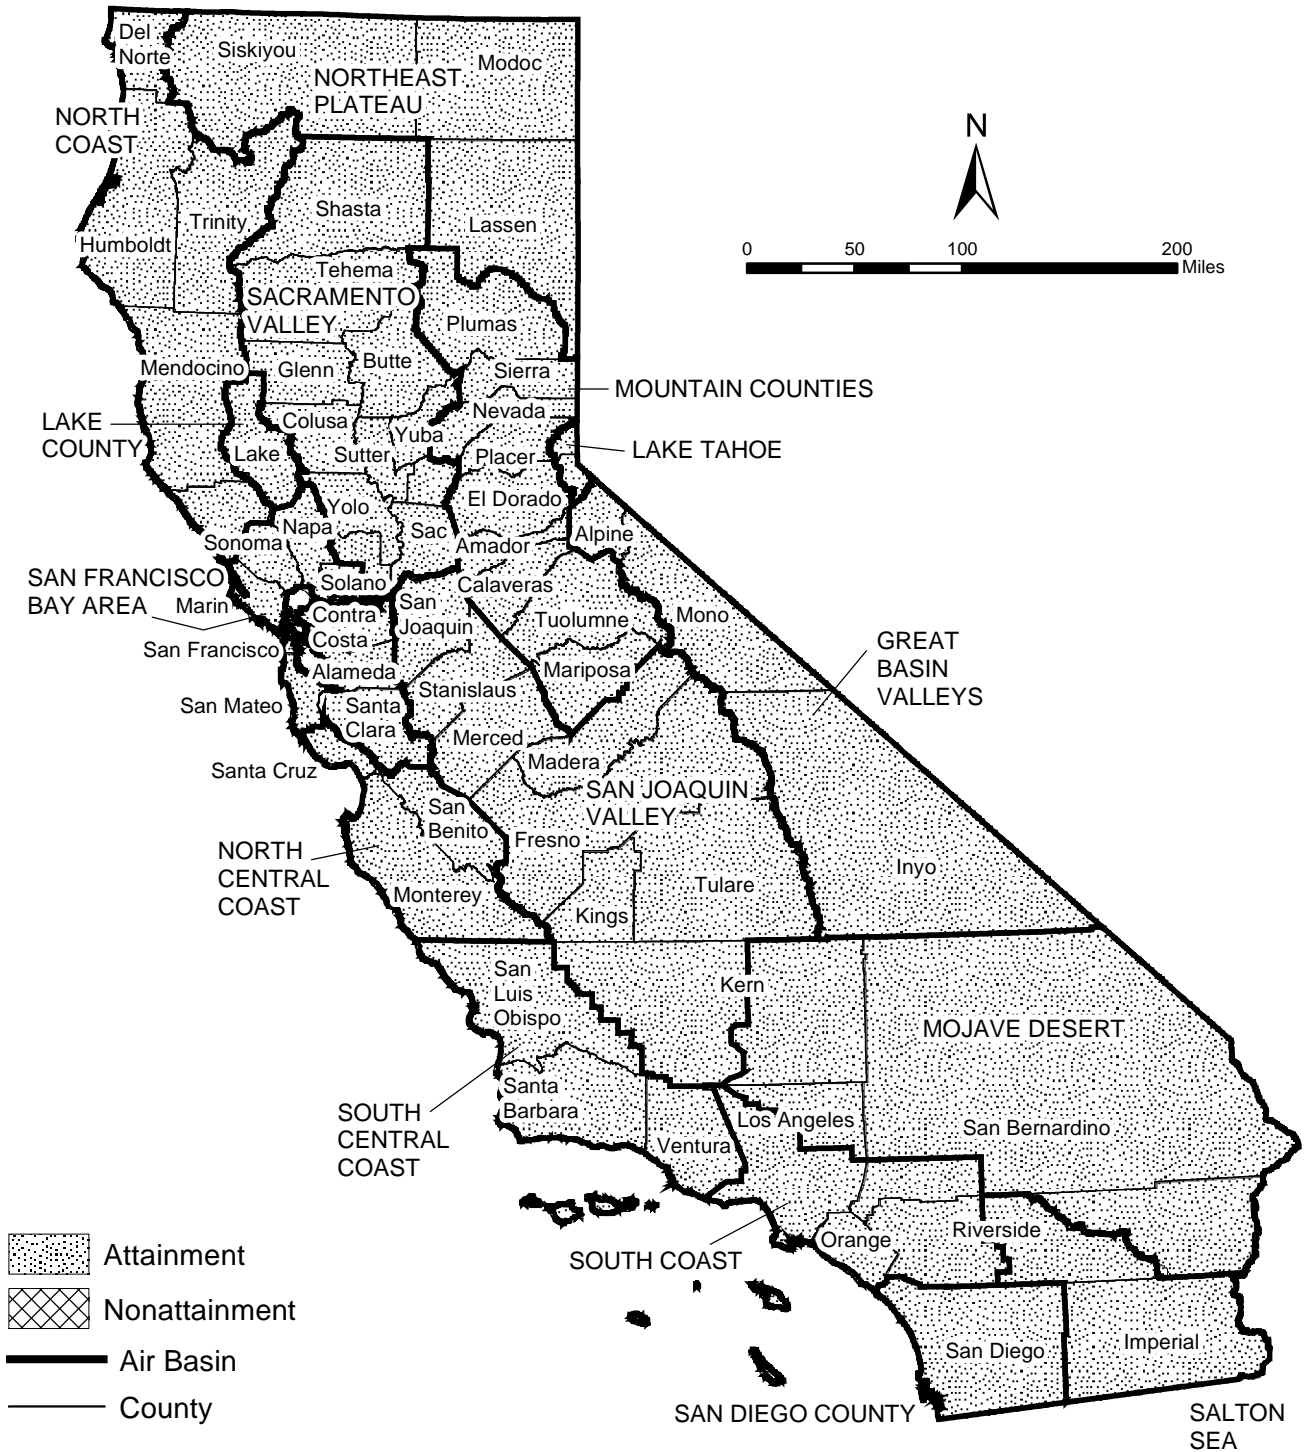 Del
Norte
Siskiyou
Modoc
NORTHEAST
PLATEAU
NORTH
COAST
N
Shasta
Trinity
Lassen
Humboldt
0 50 100 200
Miles
Tehema
SACRAMENTO
VALLEY
Plumas
Mendocino
Glenn
Butte
Sierra
MOUNTAIN COUNTIES
Nevada
LAKE
COUNTY
Colusa
Yuba
Lake
Sutter
Placer
LAKE TAHOE
El Dorado
Yolo
Napa
Sac
Alpine
Sonoma
Amador
SAN FRANCISCO
BAY AREA
Solano
Calaveras
Marin
San
Joaquin
Contra
Costa
Tuolumne
Mono
San Francisco
GREAT
BASIN
VALLEYS
Alameda
Mariposa
Stanislaus
San Mateo
Santa
Clara
Merced
Santa Cruz
Madera
SAN JOAQUIN
VALLEY
San
Benito
Fresno
NORTH
CENTRAL
COAST
Inyo
Tulare
Monterey
Kings
San
Luis
Obispo
Kern
MOJAVE DESERT
Santa
Barbara
SOUTH
CENTRAL
COAST
Los Angeles
San Bernardino
Ventura
Riverside
Orange
SOUTH COAST
Attainment
Nonattainment
Air Basin
County
San Diego
Imperial
SAN DIEGO COUNTY
SALTON
SEA